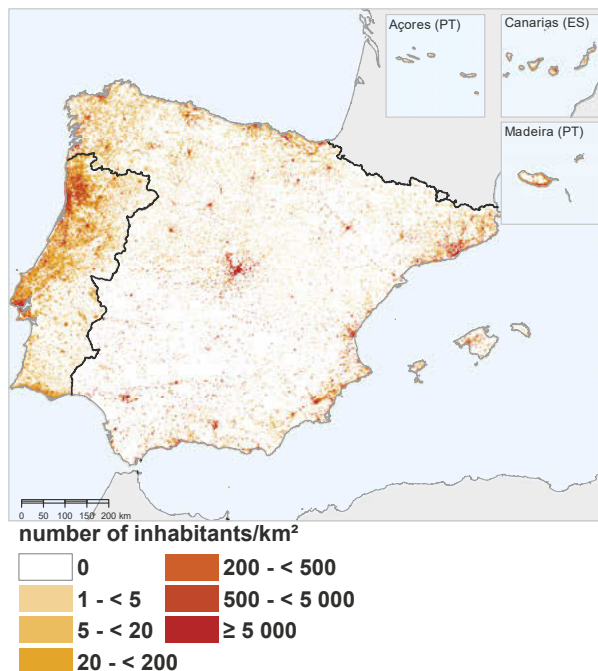 Açores (PT)
Canarias (ES)
Madeira (PT)
0 50 100 150 200 km
number of inhabitants/km²
0
200 - < 500
1 - < 5
500 - < 5 000
5 - < 20
≥ 5 000
20 - < 200